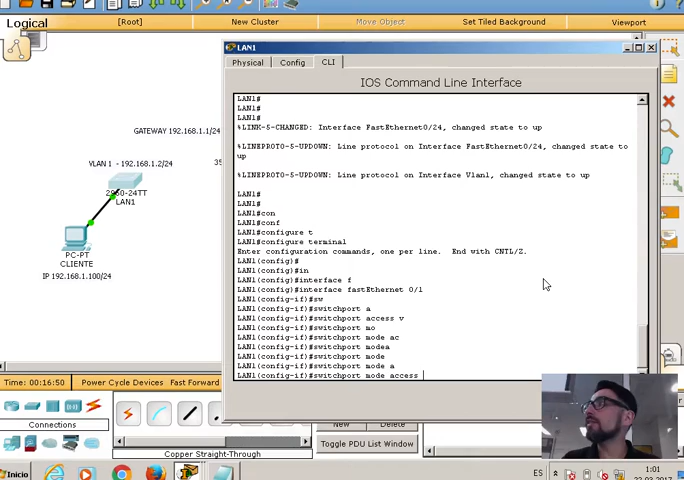 Logical
[Root]
New Cluster
Move Object
Set Tiled Background
Viewport
LAN1
Physical
Config
CLI
IOS Command Line Interface
LAN1#
LAN1#
LAN1#
%LINK-5-CHANGED: Interface FastEthernet0/24, changed state to up
%LINEPROTO-5-UPDOWN: Line protocol on Interface FastEthernet0/24, changed state to
up
%LINEPROTO-5-UPDOWN: Line protocol on Interface Vlan1, changed state to up
LAN1#
LAN1#
LAN1#con
LAN1#conf
LAN1#configure t
LAN1#configure terminal
Enter configuration commands, one per line.  End with CNTL/Z.
LAN1(config)#
LAN1(config)#in
LAN1(config)#interface f
LAN1(config)#interface fastEthernet 0/1
LAN1(config-if)#sw
LAN1(config-if)#switchport a
LAN1(config-if)#switchport access v
LAN1(config-if)#switchport mo
LAN1(config-if)#switchport mode ac
LAN1(config-if)#switchport modea
LAN1(config-if)#switchport mode
LAN1(config-if)#switchport mode a
LAN1(config-if)#switchport mode access
GATEWAY 192.168.1.1/24
VLAN 1 - 192.168.1.2/24
35
2960-24TT
LAN1
PC-PT
CLIENTE
IP 192.168.1.100/24
Time: 00:16:50
Power Cycle Devices
Fast Forward
Connections
Copper Straight-Through
New
Delete
Toggle PDU List Window
Inicio
ES
1:01
22.03.2017